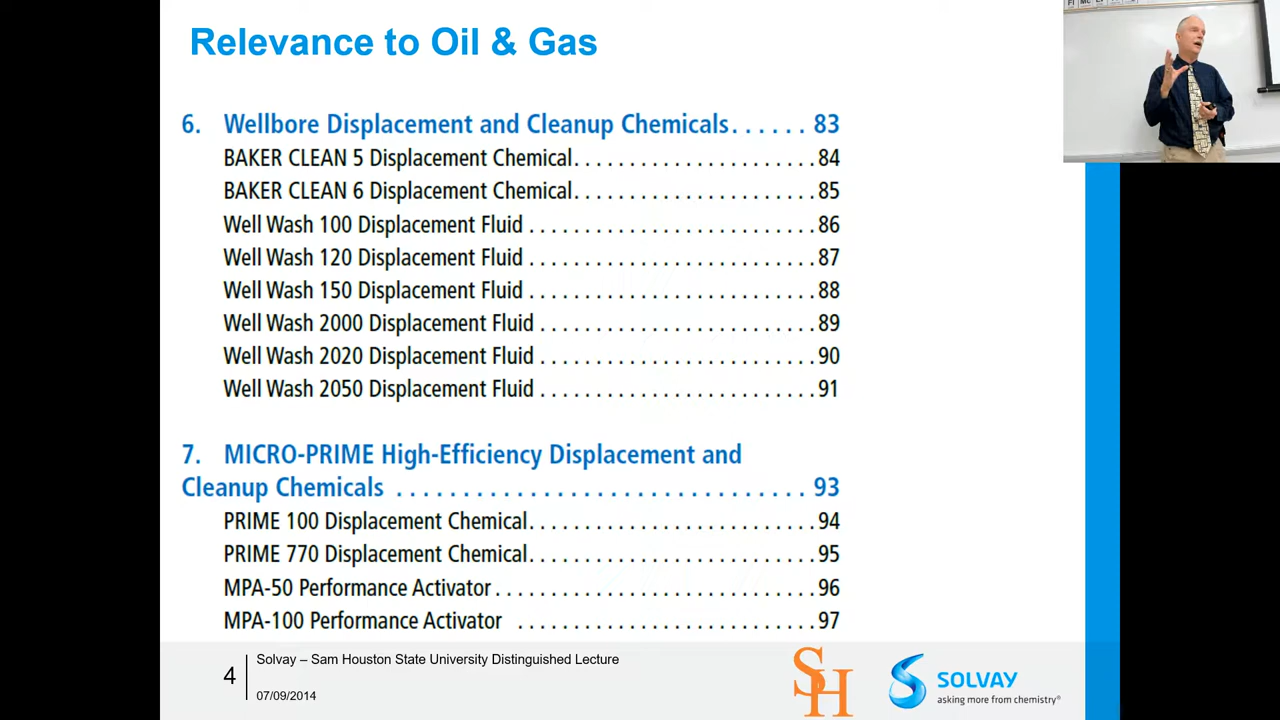 Relevance to Oil & Gas
6. Wellbore Displacement and Cleanup Chemicals. . . . . . 83
BAKER CLEAN 5 Displacement Chemical. . . . . . . . . . . . . . . . . . . . . 84
BAKER CLEAN 6 Displacement Chemical. . . . . . . . . . . . . . . . . . . . . 85
Well Wash 100 Displacement Fluid . . . . . . . . . . . . . . . . . . . . . . . . . 86
Well Wash 120 Displacement Fluid . . . . . . . . . . . . . . . . . . . . . . . . . 87
Well Wash 150 Displacement Fluid . . . . . . . . . . . . . . . . . . . . . . . . . 88
Well Wash 2000 Displacement Fluid . . . . . . . . . . . . . . . . . . . . . . . . 89
Well Wash 2020 Displacement Fluid . . . . . . . . . . . . . . . . . . . . . . . . 90
Well Wash 2050 Displacement Fluid . . . . . . . . . . . . . . . . . . . . . . . . 91
7. MICRO-PRIME High-Efficiency Displacement and
Cleanup Chemicals . . . . . . . . . . . . . . . . . . . . . . . . . . . . . . . 93
PRIME 100 Displacement Chemical. . . . . . . . . . . . . . . . . . . . . . . . . 94
PRIME 770 Displacement Chemical. . . . . . . . . . . . . . . . . . . . . . . . . 95
MPA-50 Performance Activator . . . . . . . . . . . . . . . . . . . . . . . . . . . . 96
MPA-100 Performance Activator . . . . . . . . . . . . . . . . . . . . . . . . . . 97
4
Solvay – Sam Houston State University Distinguished Lecture
07/09/2014
SH
SOLVAY
asking more from chemistry®